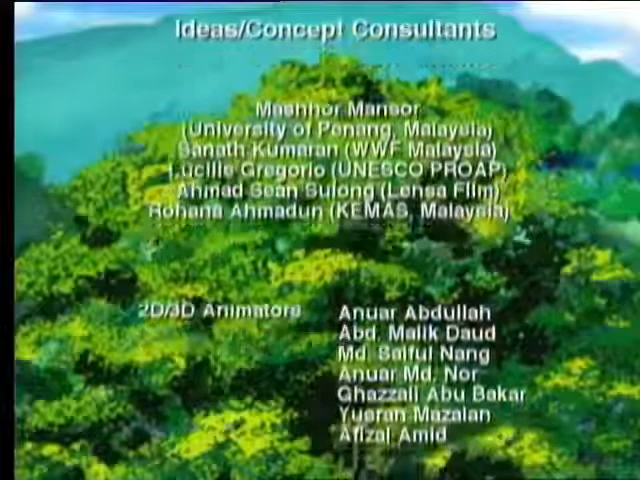 Ideas/Concept Consultants
Mashhor Mansor
(University of Penang, Malaysia)
Sanath Kumaran (WWF Malaysia)
Lucille Gregorio (UNESCO PROAP)
Ahmad Sean Sulong (Lensa Film)
Rohana Ahmadun (KEMAS, Malaysia)
2D/3D Animators
Anuar Abdullah
Abd. Malik Daud
Md. Saiful Nang
Anuar Md. Nor
Ghazzali Abu Bakar
Yusran Mazalan
Afizal Amid